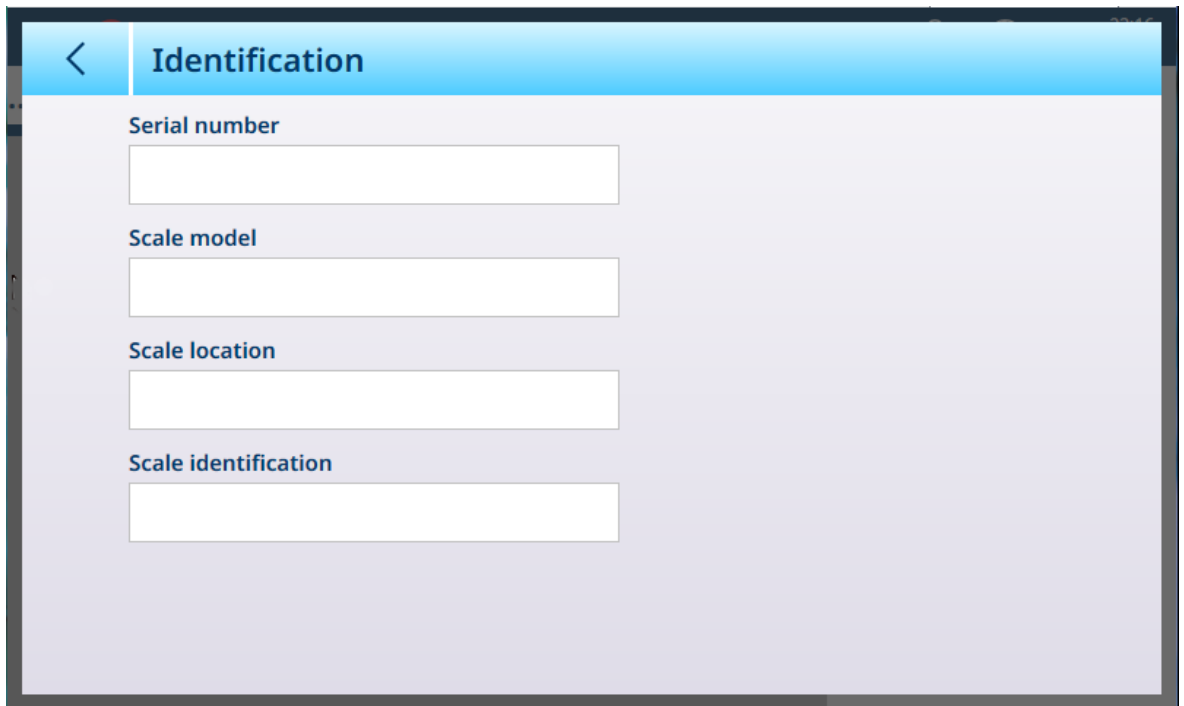 Identification
Serial number
Scale model
Scale location
Scale identification